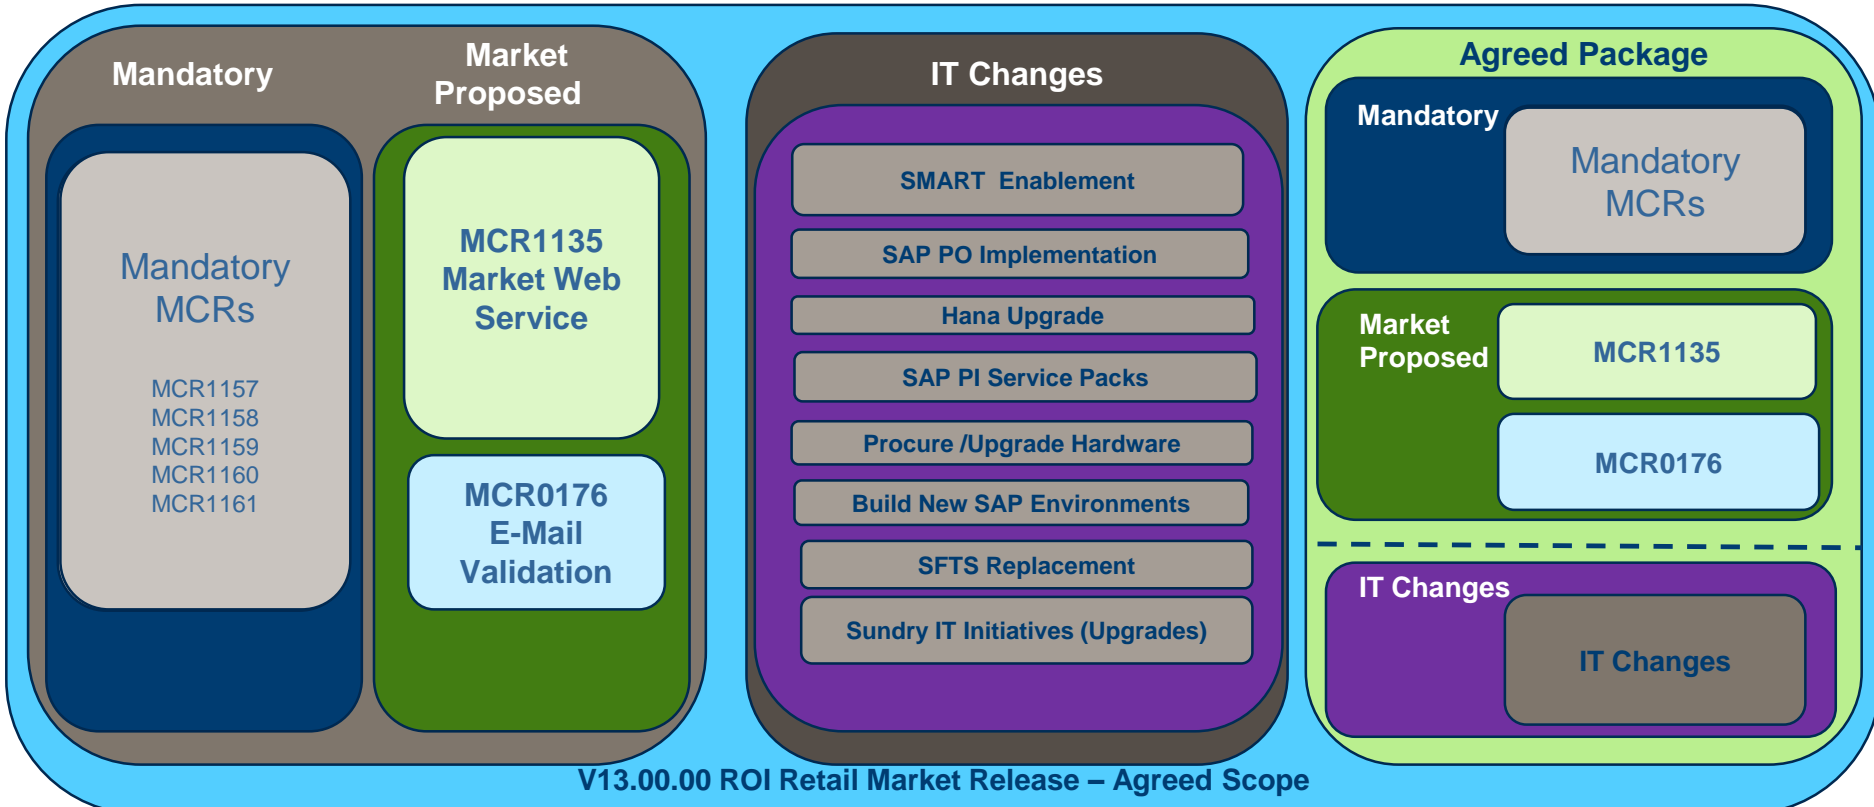 Mandatory
Mandatory
MCRs
MCR1157
MCR1158
MCR1159
MCR1160
MCR1161
Market
Proposed
MCR1135
Market Web
Service
MCR0176
E-Mail
Validation
IT Changes
SMART  Enablement
SAP PO Implementation
Hana Upgrade
SAP PI Service Packs
Procure /Upgrade Hardware
Build New SAP Environments
SFTS Replacement
Sundry IT Initiatives (Upgrades)
Agreed Package
Mandatory
Mandatory
MCRs
Market
Proposed
MCR1135
MCR0176
IT Changes
IT Changes
V13.00.00 ROI Retail Market Release – Agreed Scope